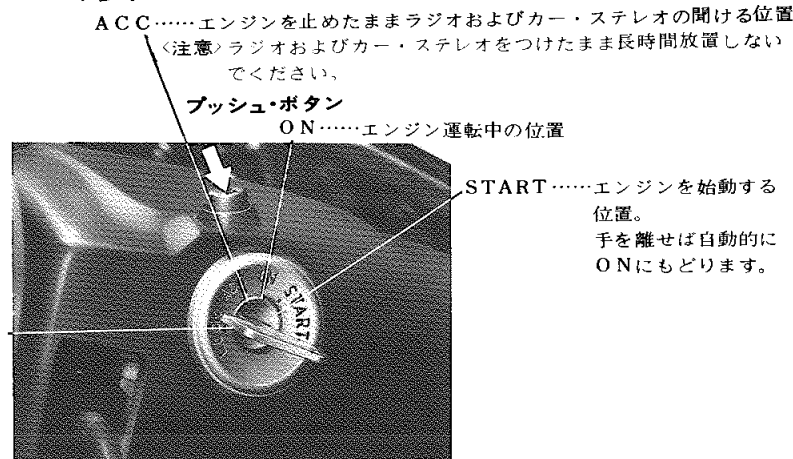 ACC……エンジンを止めたままラジオおよびカー・ステレオの聞ける位置
〈注意〉ラジオおよびカー・ステレオをつけたまま長時間放置しない
でください。
プッシュ・ボタン
ON……エンジン運転中の位置
START……エンジンを始動する
位置。
手を離せば自動的に
ONにもどります。
START